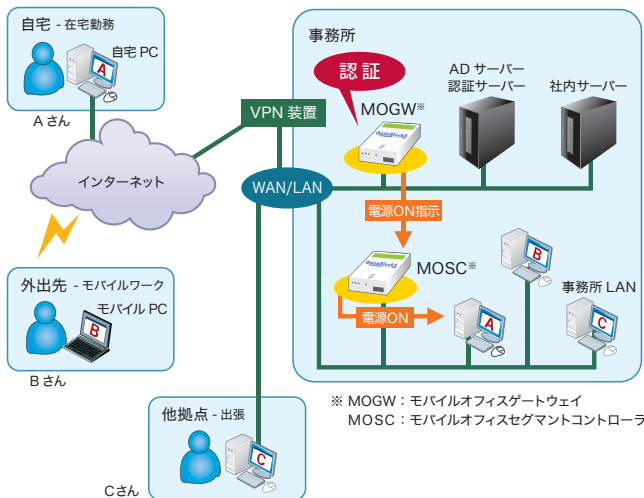 自宅 - 在宅勤務
自宅 PC
A
Aさん
インターネット
外出先 - モバイルワーク
モバイル PC
B
Bさん
他拠点 - 出張
C
Cさん
VPN 装置
WAN/LAN
事務所
認 証
MOGW※
AD サーバー
認証サーバー
社内サーバー
電源ON指示
MOSC※
電源ON
A
B
事務所 LAN
C
※ MOGW：モバイルオフィスゲートウェイ
MOSC：モバイルオフィスセグメントコントローラ